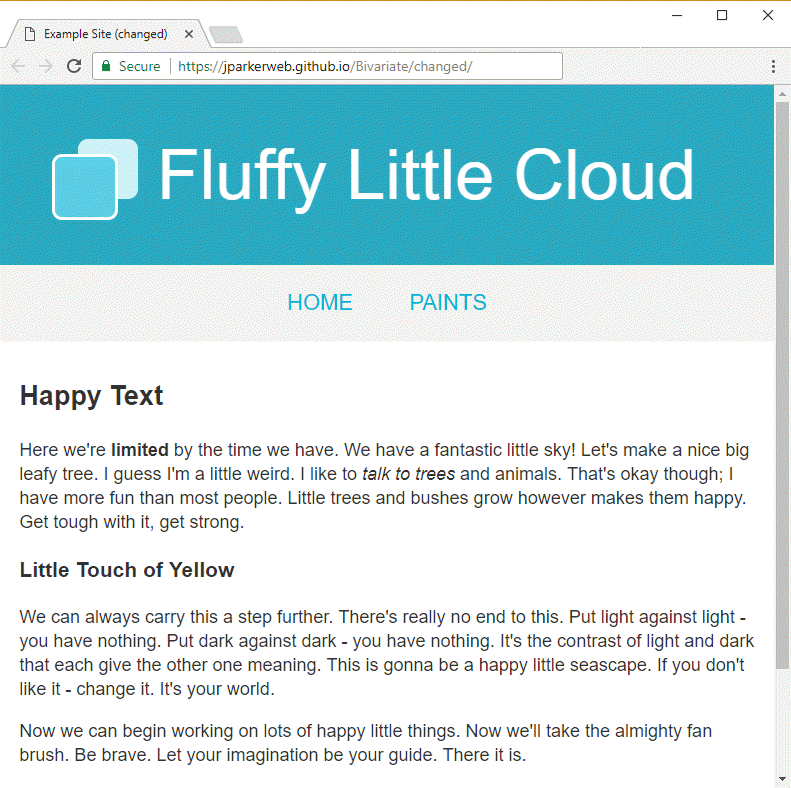 Example Site (changed)
Secure | https://jparkerweb.github.io/Bivariate/changed/
Fluffy Little Cloud
HOME PAINTS
Happy Text
Here we're limited by the time we have. We have a fantastic little sky! Let's make a nice big
leafy tree. I guess I'm a little weird. I like to talk to trees and animals. That's okay though; I
have more fun than most people. Little trees and bushes grow however makes them happy.
Get tough with it, get strong.
Little Touch of Yellow
We can always carry this a step further. There's really no end to this. Put light against light -
you have nothing. Put dark against dark - you have nothing. It's the contrast of light and dark
that each give the other one meaning. This is gonna be a happy little seascape. If you don't
like it - change it. It's your world.
Now we can begin working on lots of happy little things. Now we'll take the almighty fan
brush. Be brave. Let your imagination be your guide. There it is.